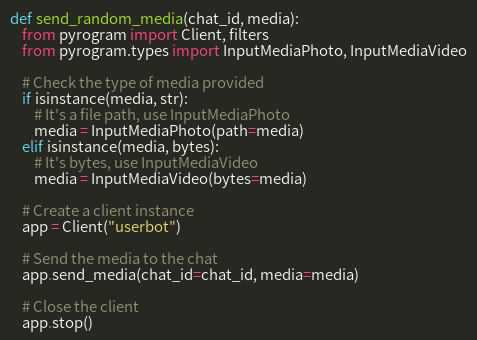 def send_random_media(chat_id, media):
from pyrogram import Client, filters
from pyrogram.types import InputMediaPhoto, InputMediaVideo
# Check the type of media provided
if isinstance(media, str):
# It's a file path, use InputMediaPhoto
media = InputMediaPhoto(path=media)
elif isinstance(media, bytes):
# It's bytes, use InputMediaVideo
media = InputMediaVideo(bytes=media)
# Create a client instance
app = Client("userbot")
# Send the media to the chat
app.send_media(chat_id=chat_id, media=media)
# Close the client
app.stop()